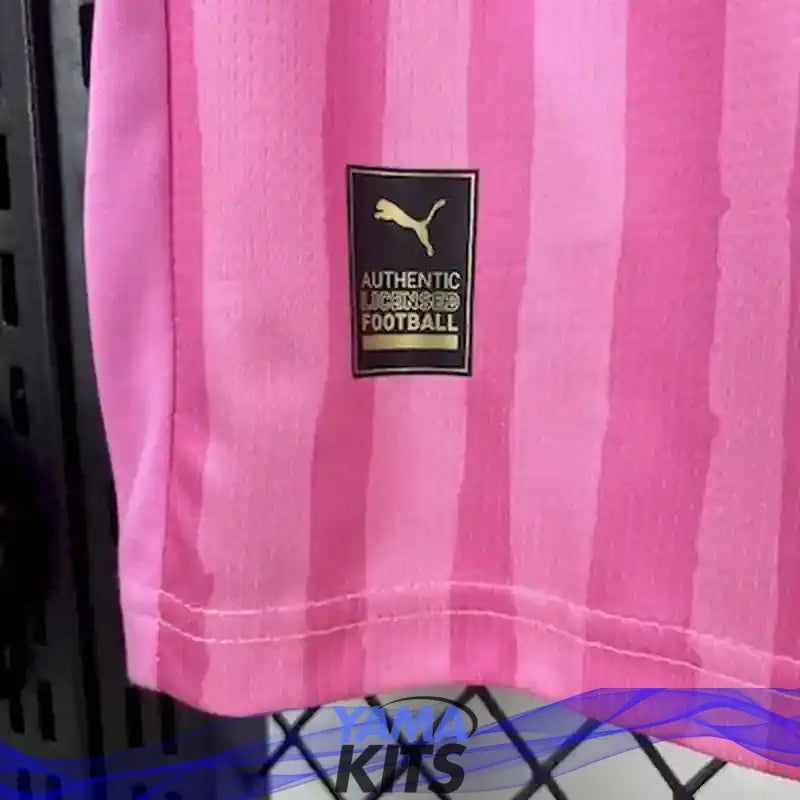 AUTHENTIC
LICENSED
FOOTBALL
YAMA
KITS